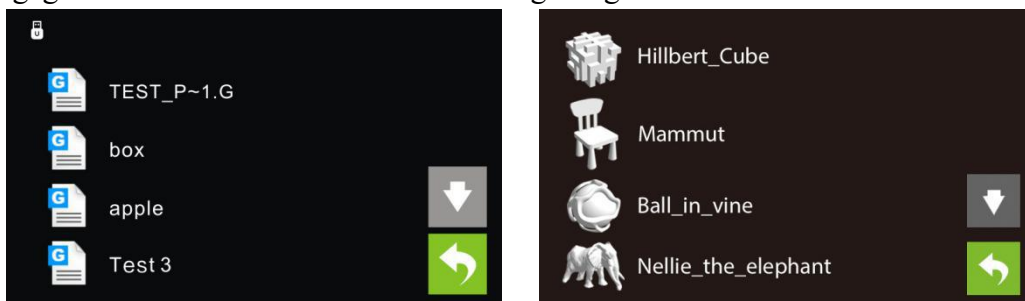 TEST_P~1.G
box
apple
Test 3
Hillbert_Cube
Mammut
Ball_in_vine
Nellie_the_elephant